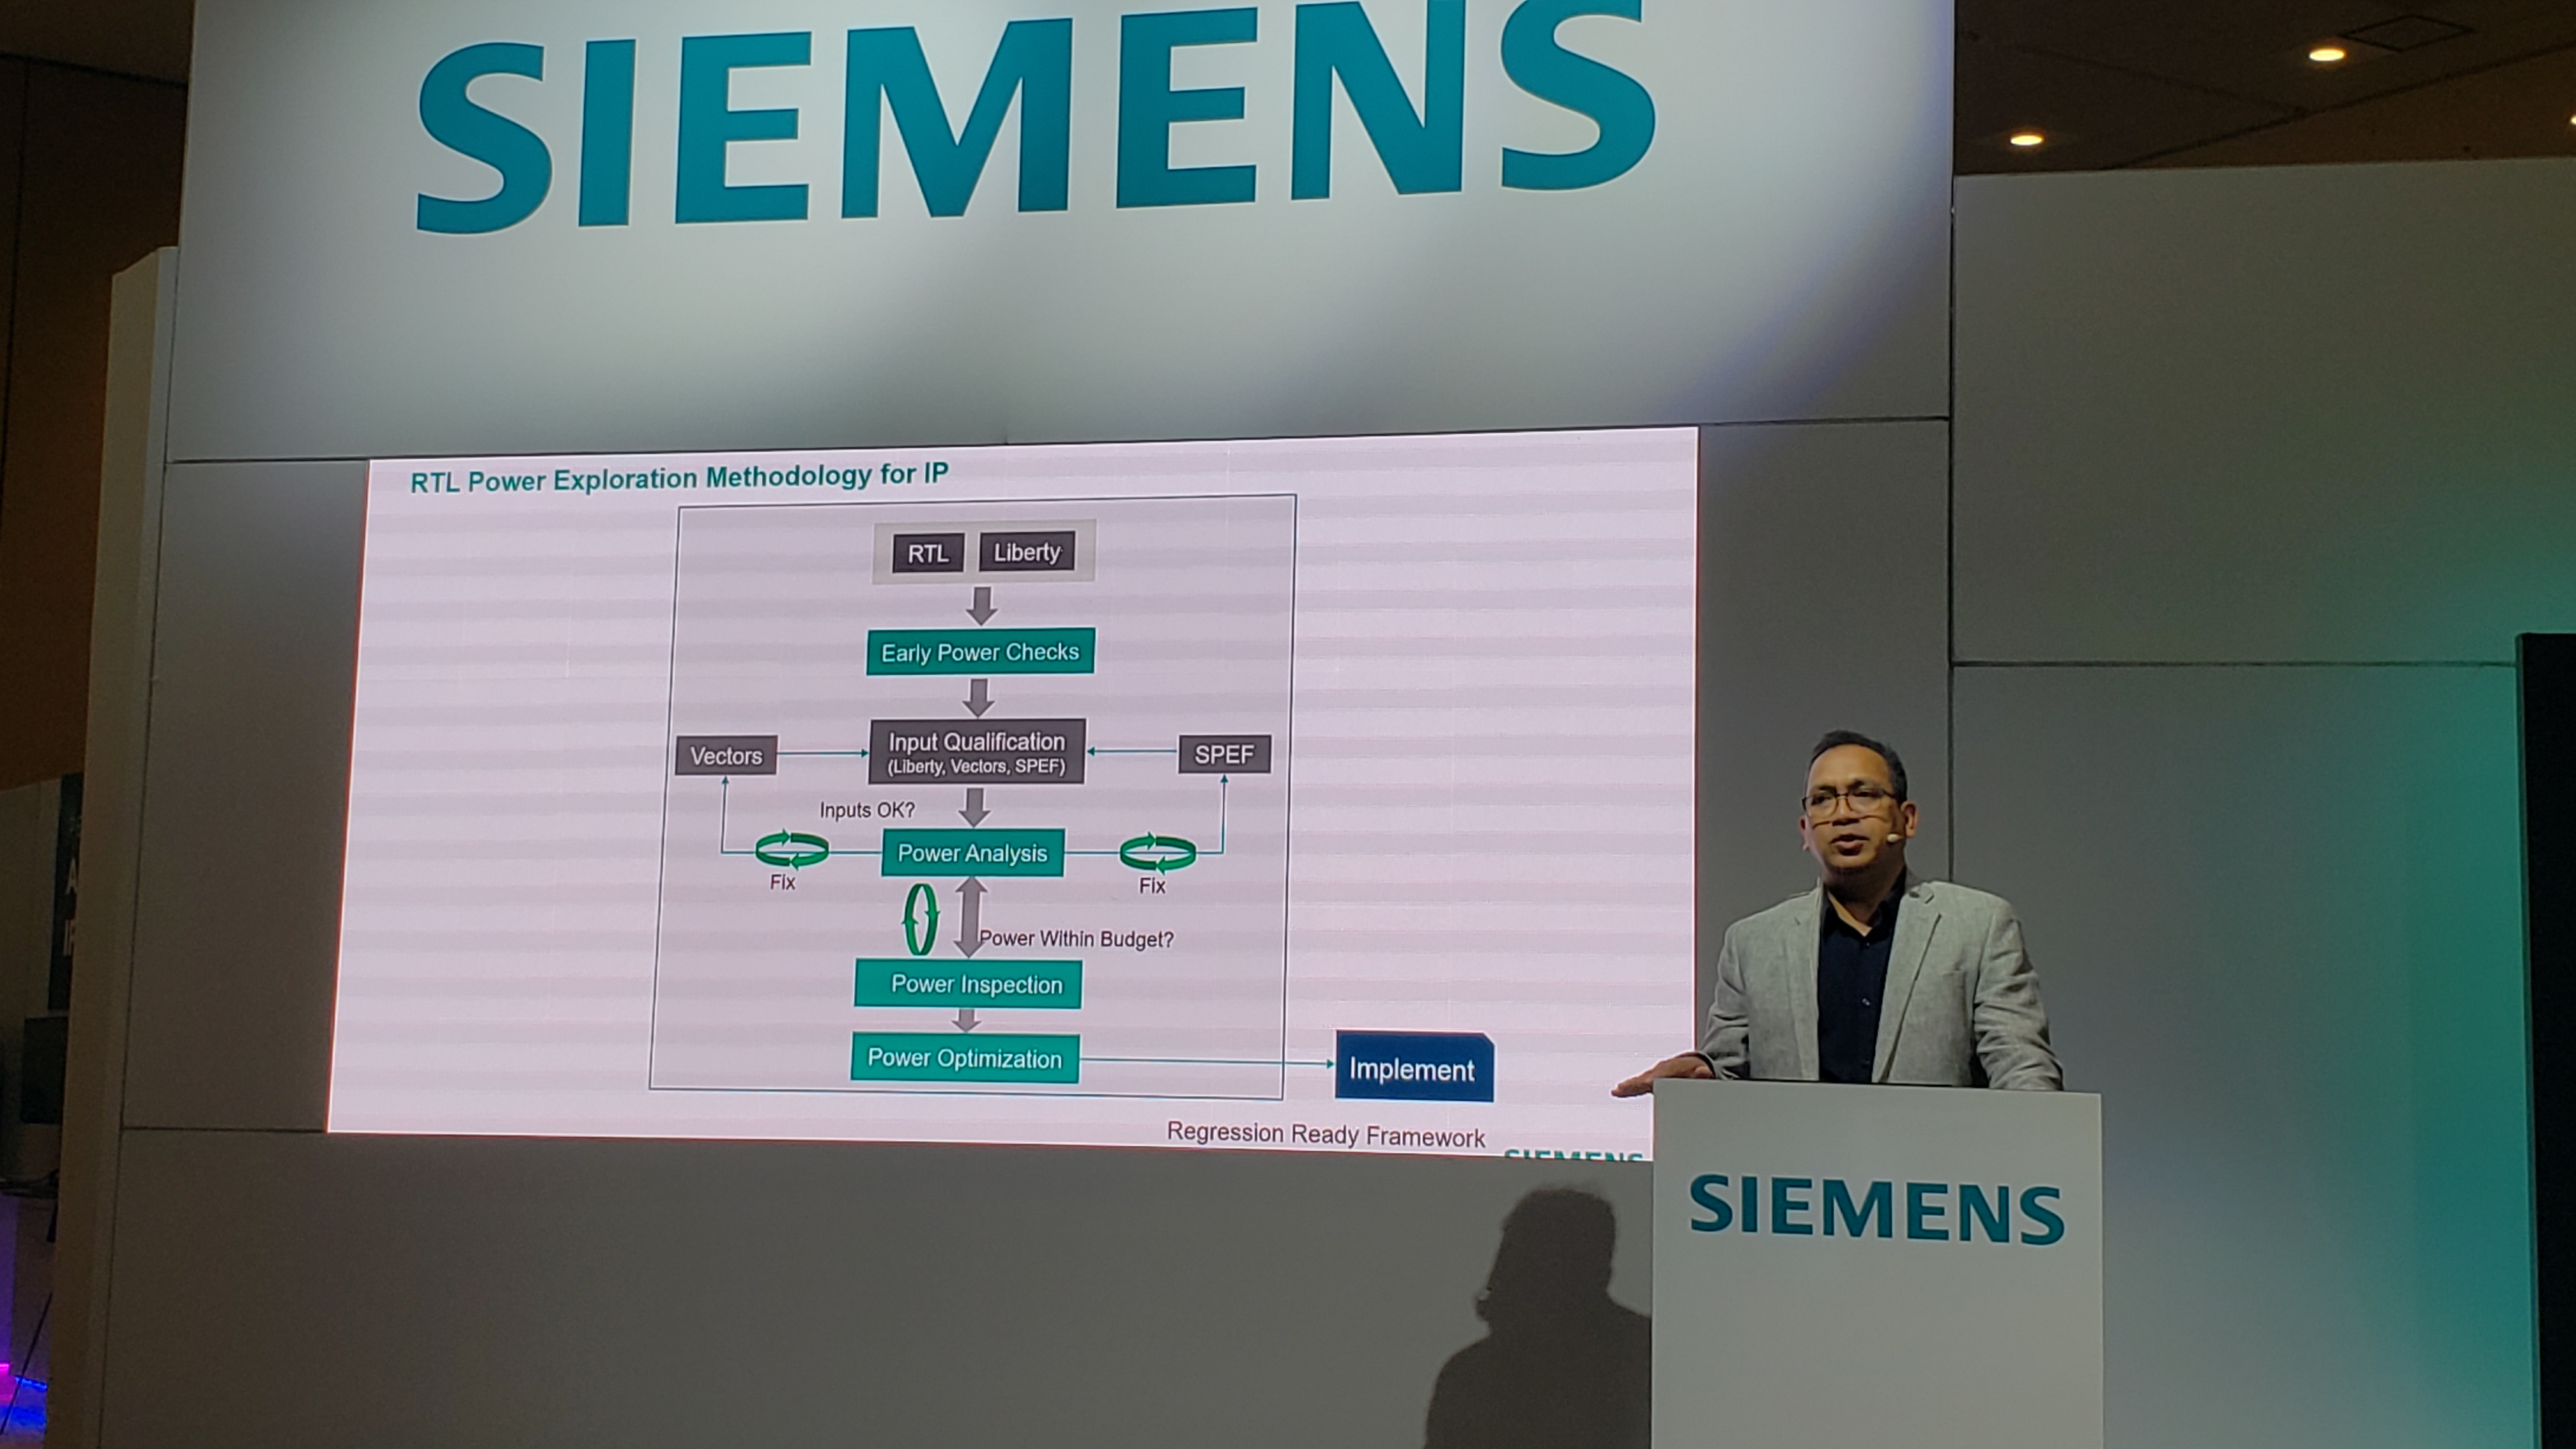 SIEMENS
RTL Power Exploration Methodology for IP
RTL
Liberty
Early Power Checks
Vectors
Input Qualification
(Liberty, Vectors, SPEF)
SPEF
Inputs OK?
Power Analysis
Fix
Fix
Power Within Budget?
Power Inspection
Power Optimization
Implement
Regression Ready Framework
SIEMENS
SIEMENS